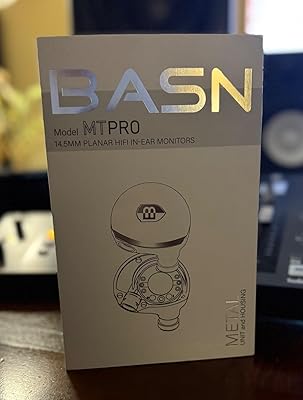 BASN
Model MTPRO
14.5MM PLANAR HIFI IN-EAR MONITORS
B
METAL
UNIT and HOUSING